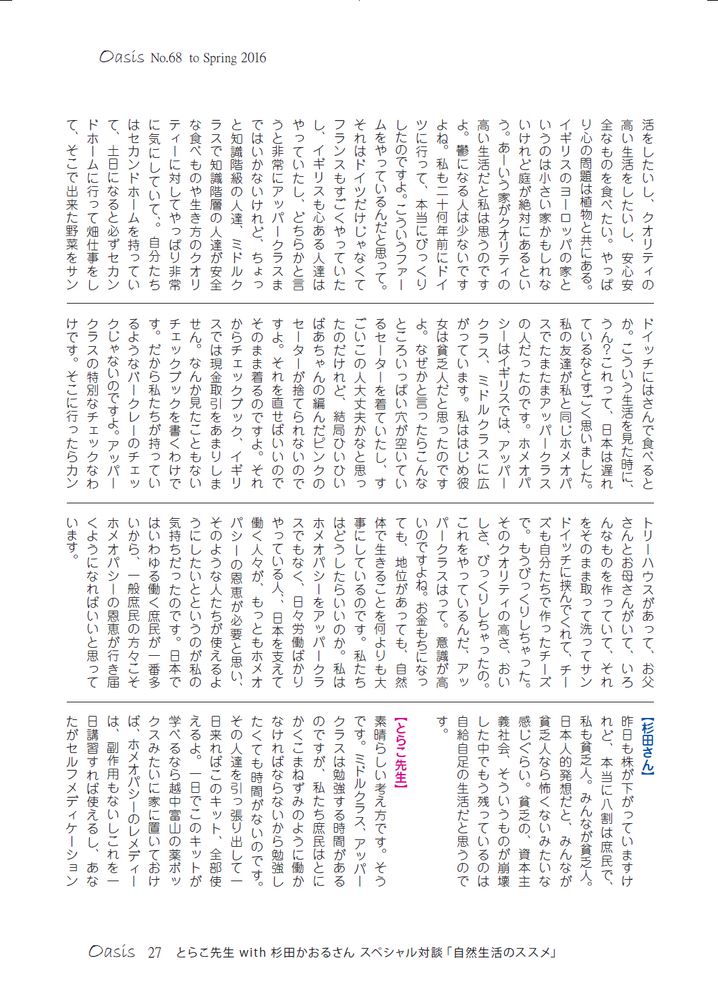 Oasis No.68 to Spring 2016
活をしたいし、クオリティの
高い生活をしたいし、安心安
全なものを食べたい。やっぱ
り心の問題は植物と共にある。
イギリスのヨーロッパの家と
いうのは小さい家かもしれな
いけれど庭が絶対にあるとい
う。あーいう家がクオリティの
高い生活だと私は思うのです
よ。鬱になる人は少ないです
よね。私も二十何年前にドイ
ツに行って、本当にびっくり
したのですよ。こういうファー
ムをやっているんだと思って。
それはドイツだけじゃなくて
フランスもすごくやっていた
し、イギリスも心ある人達は
やっていたし、どちらかと言
うと非常にアッパークラスま
ではいかないけれど、ちょっ
と知識階級の人達、ミドルク
ラスで知識階層の人達が安全
な食べものや生き方のクオリ
ティーに対してやっぱり非常
に気にしていて、。自分たち
はセカンドホームを持ってい
て、土日になると必ずセカン
ドホームに行って畑仕事をし
て、そこで出来た野菜をサン
ドイッチにはさんで食べると
か。こういう生活を見た時に、
うん？これって、日本は遅れ
ているなとすごく思いました。
私の友達が私と同じホメオパ
スでたまたまアッパークラス
の人だったのです。ホメオパ
シーはイギリスでは、アッパー
クラス、ミドルクラスに広
がっています。私ははじめ彼
女は貧乏人だと思ったのです
よ。なぜかと言ったらこんな
ところいっぱい穴が空いてい
るセーターを着ていたし、す
ごいこの人大丈夫かなと思っ
たのだけれど、結局ひいひい
ばあちゃんの編んだピンクの
セーターが捨てられないので
すよ。それを直せばいいので
そのまま着るのですよ。それ
からチェックブック、イギリ
スでは現金取引をあまりしま
せん。なんか見たこともない
チェックブックを書くわけで
す。だから私たちが持ってい
るようなバークレーのチェッ
クじゃないのですよ。アッパー
クラスの特別なチェックなわ
けです。そこに行ったらカン
トリーハウスがあって、お父
さんとお母さんがいて、いろ
んなものを作っていて、それ
をそのまま取って洗ってサン
ドイッチに挟んでくれて、チー
ズも自分たちで作ったチーズ
で。もうびっくりしちゃった。
そのクオリティの高さ、おい
しさ、びっくりしちゃったの。
これをやっているんだ、アッ
パークラスはって。意識が高
いのですよね。お金もちになっ
ても、地位があっても、自然
体で生きることを何よりも大
事にしているのです。私たち
はどうしたらいいのか。私は
ホメオパシーをアッパークラ
スでもなく、日々労働ばかり
やっている人、日本を支えて
働く人々が、もっともホメオ
パシーの恩恵が必要と思い、
そのような人たちが使えるよ
うにしたいとというのが私の
気持ちだったのです。日本で
はいわゆる働く庶民が一番多
いから、一般庶民の方々こそ
ホメオパシーの恩恵が行き届
くようになればいいと思って
います。
【杉田さん】
昨日も株が下がっていますけ
れど、本当に八割は庶民で、
私も貧乏人。みんなが貧乏人。
日本人的発想だと、みんなが
貧乏人なら怖くないみたいな
感じぐらい。貧乏の、資本主
義社会、そういうものが崩壊
した中でもう残っているのは
自給自足の生活だと思うので
す。
【とらこ先生】
素晴らしい考え方です。そう
です。ミドルクラス、アッパー
クラスは勉強する時間がある
のですが、私たち庶民はとに
かくこまねずみのように働か
なければならないから勉強し
たくても時間がないのです。
その人達を引っ張り出して一
日来ればこのキット、全部使
えるよ。一日でこのキットが
学べるなら越中富山の薬ボッ
クスみたいに家に置いておけ
ば、ホメオパシーのレメディー
は、副作用もないしこれを一
日講習すれば使えるし、あな
たがセルフメディケーション
Oasis 27 とらこ先生 with 杉田かおるさん スペシャル対談「自然生活のススメ」